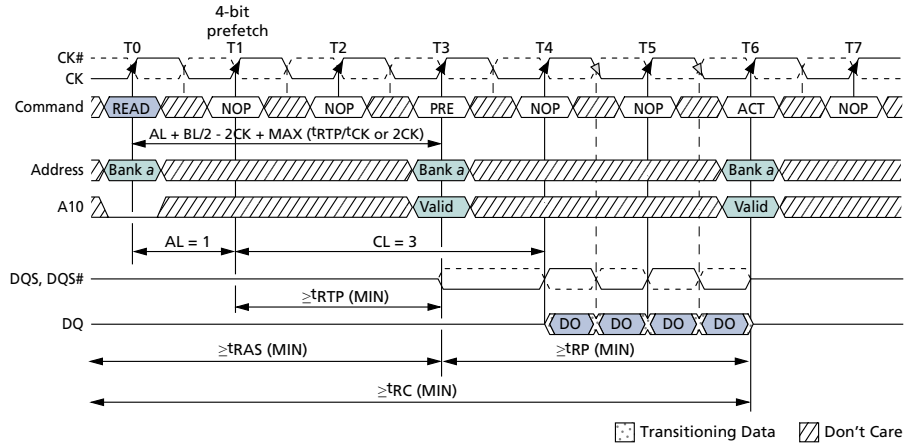 4-bit
prefetch
T0 T1 T2 T3 T4 T5 T6 T7
CK#
CK
Command READ NOP NOP PRE NOP NOP ACT NOP
AL + BL/2 - 2CK + MAX (tRTP/tCK or 2CK)
Address Bank a Bank a Bank a
A10 Valid Valid
AL = 1 CL = 3
DQS, DQS#
≥tRTP (MIN)
DQ DO DO DO DO
≥tRAS (MIN) ≥tRP (MIN)
≥tRC (MIN)
Transitioning Data Don't Care